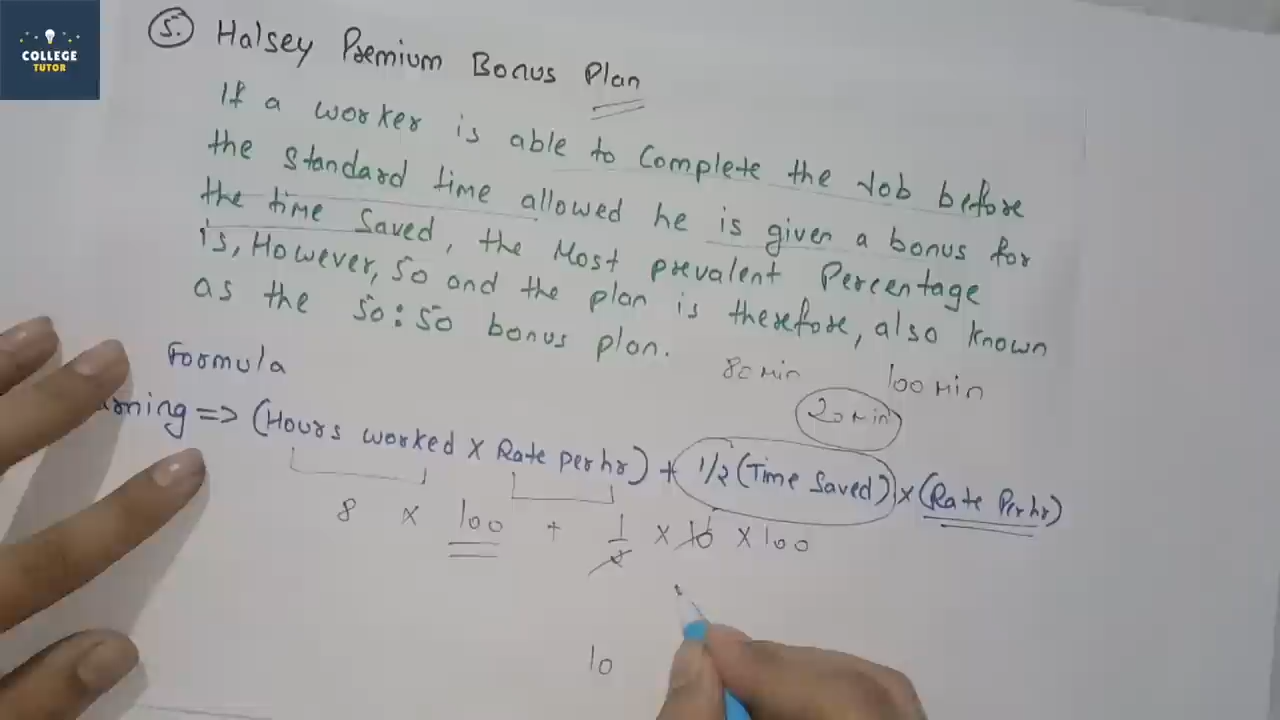 COLLEGE
TUTOR
5. Halsey Premium Bonus Plan
If a worker is able to Complete the Job before
the standard time allowed he is given a bonus for
the time Saved, the Most prevalent Percentage
is, However, 50 and the plan is therefore, also known
as the 50:50 bonus plan.
80 Min 100 Min
20 Min
Formula
rning => (Hours worked X Rate per hr) + 1/2 (Time Saved) x (Rate Per hr)
8 x 100 + 1/2 x 10 x 100
10